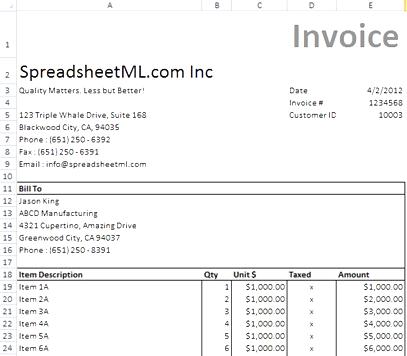 A B C D E
1 Invoice
2 SpreadsheetML.com Inc
3 Quality Matters. Less but Better! Date 4/2/2012
4 Invoice # 1234568
5 123 Triple Whale Drive, Suite 168 Customer ID 10003
6 Blackwood City, CA, 94035
7 Phone : (651) 250 - 6392
8 Fax : (651) 250 - 6391
9 Email : info@spreadsheetml.com
10
11 Bill To
12 Jason King
13 ABCD Manufacturing
14 4321 Cupertino, Amazing Drive
15 Greenwood City, CA 94037
16 Phone : (651) 250 - 8391
17
18 Item Description Qty Unit $ Taxed Amount
19 Item 1A 1 $1,000.00 x $1,000.00
20 Item 2A 2 $1,000.00 x $2,000.00
21 Item 3A 3 $1,000.00 x $3,000.00
22 Item 4A 4 $1,000.00 x $4,000.00
23 Item 5A 5 $1,000.00 x $5,000.00
24 Item 6A 6 $1,000.00 x $6,000.00